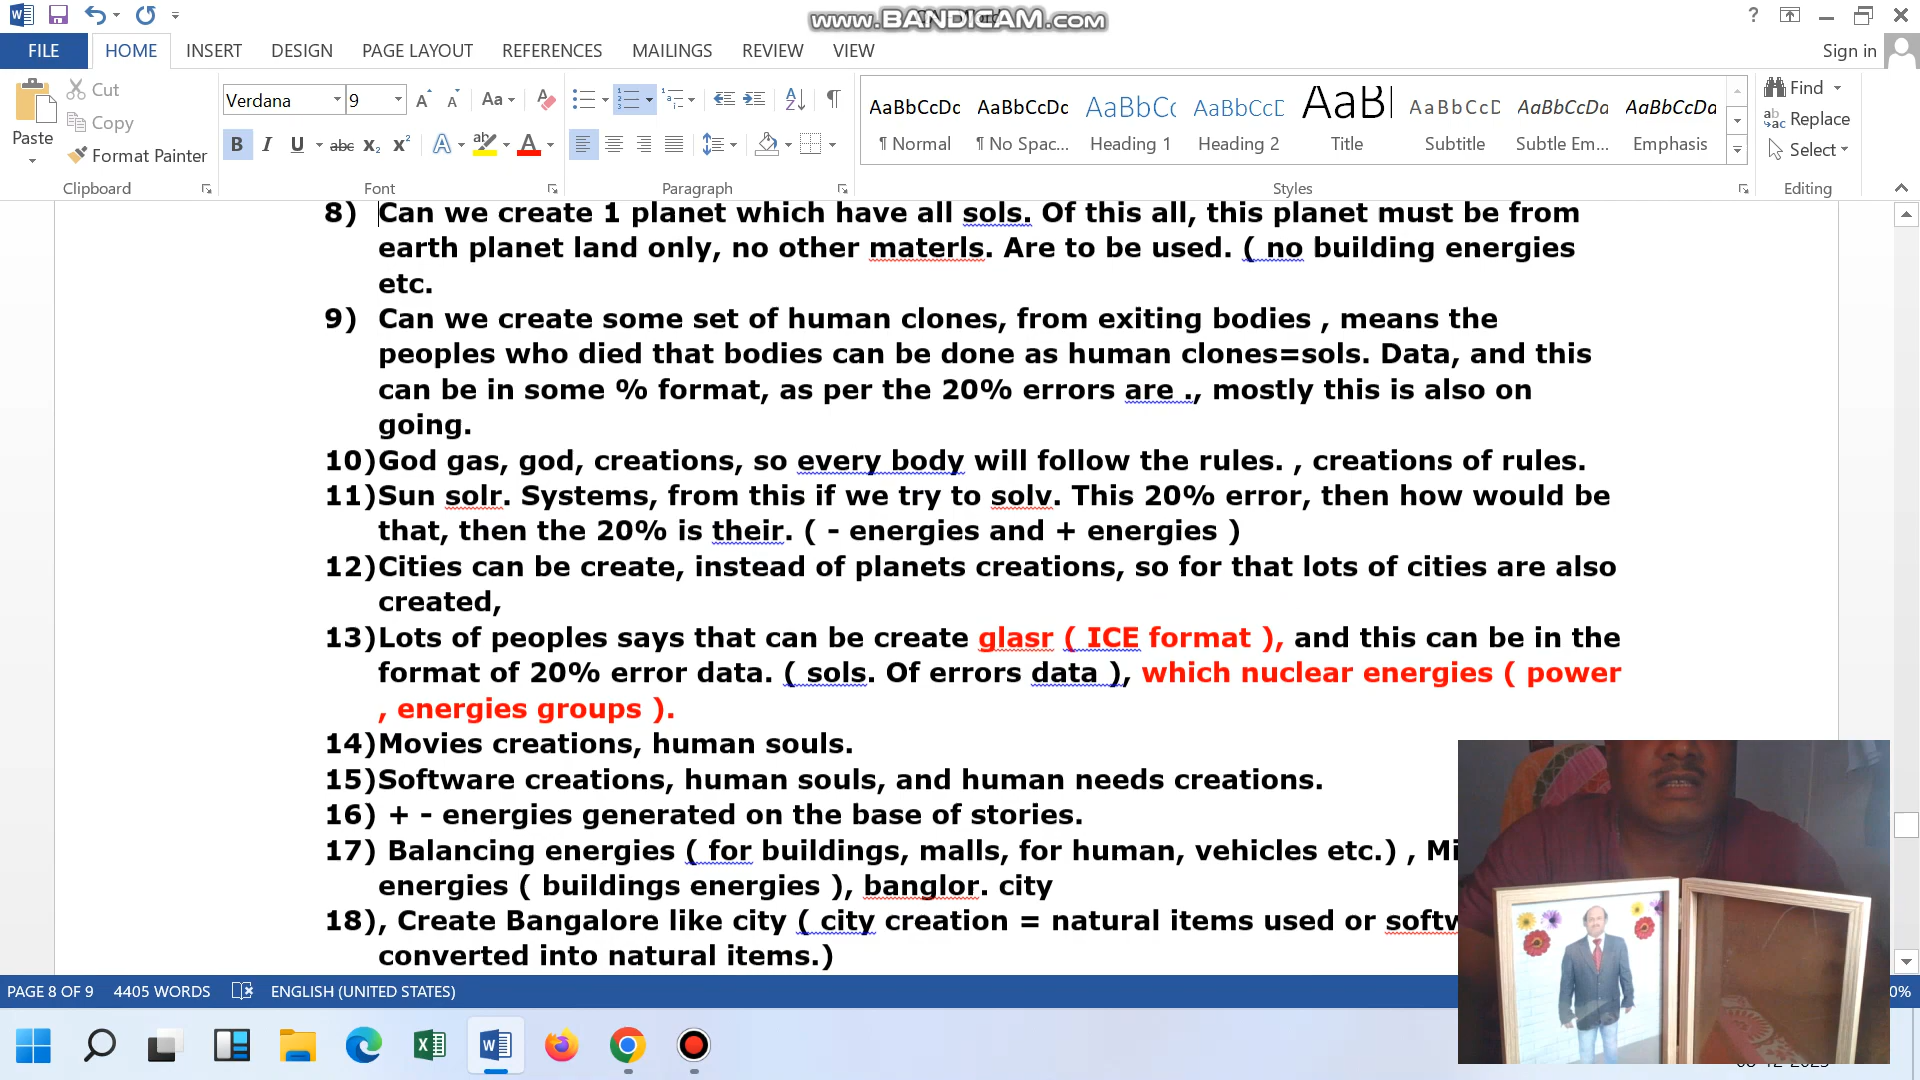 www.BANDICAM.com
FILE HOME INSERT DESIGN PAGE LAYOUT REFERENCES MAILINGS REVIEW VIEW Sign in
Cut
Copy
Paste
Format Painter
Verdana 9
AaBbCcDc AaBbCcDc AaBbC( AaBbCcD AaBI AaBbCcD AaBbCcDa AaBbCcDa
¶ Normal ¶ No Spac... Heading 1 Heading 2 Title Subtitle Subtle Em... Emphasis
Find
Replace
Select
Clipboard Font Paragraph Styles Editing
8) Can we create 1 planet which have all sols. Of this all, this planet must be from
earth planet land only, no other materls. Are to be used. ( no building energies
etc.
9) Can we create some set of human clones, from exiting bodies , means the
peoples who died that bodies can be done as human clones=sols. Data, and this
can be in some % format, as per the 20% errors are ., mostly this is also on
going.
10)God gas, god, creations, so every body will follow the rules. , creations of rules.
11)Sun solr. Systems, from this if we try to solv. This 20% error, then how would be
that, then the 20% is their. ( - energies and + energies )
12)Cities can be create, instead of planets creations, so for that lots of cities are also
created,
13)Lots of peoples says that can be create glasr ( ICE format ), and this can be in the
format of 20% error data. ( sols. Of errors data ), which nuclear energies ( power
, energies groups ).
14)Movies creations, human souls.
15)Software creations, human souls, and human needs creations.
16) + - energies generated on the base of stories.
17) Balancing energies ( for buildings, malls, for human, vehicles etc.) ,
energies ( buildings energies ), banglor. city
18), Create Bangalore like city ( city creation = natural items used or
converted into natural items.)
PAGE 8 OF 9 4405 WORDS ENGLISH (UNITED STATES)